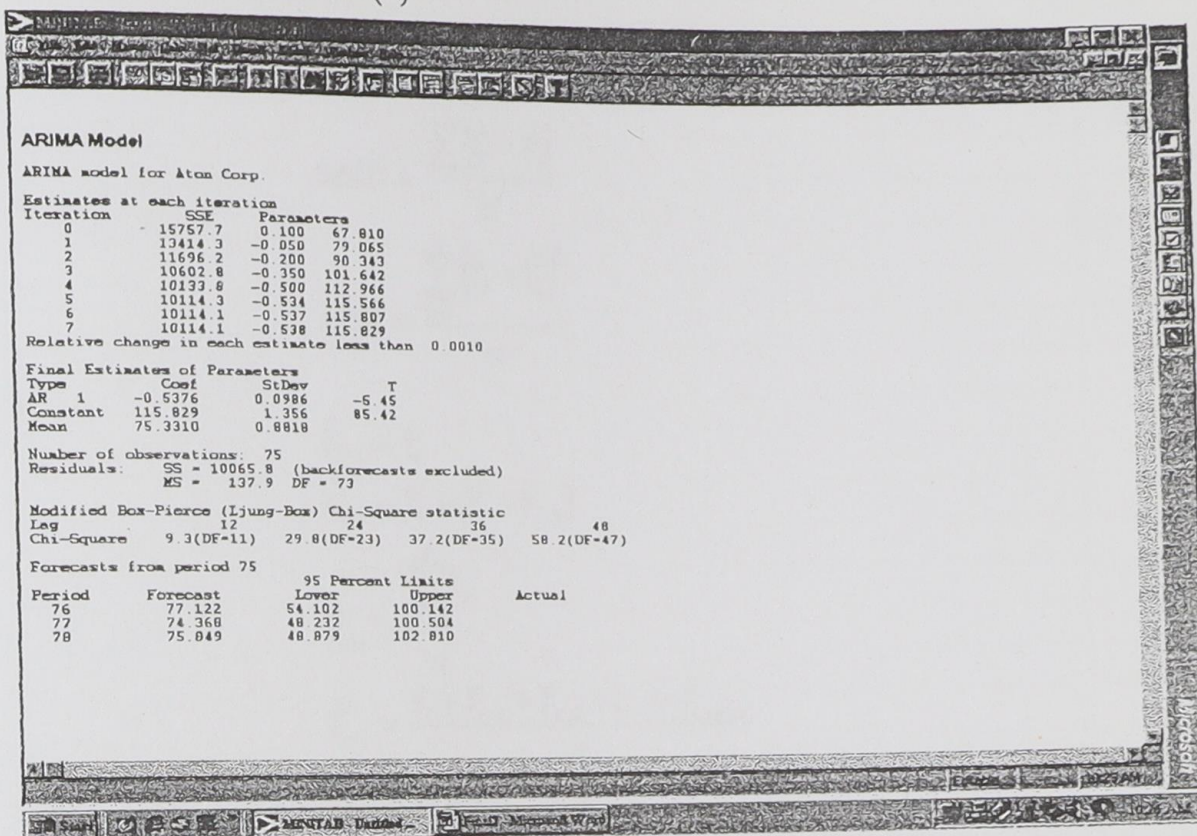 ARIMA Model
ARIMA model for Aton Corp.
Estimates at each iteration
Iteration SSE Parameters
0 15757.7 0.100 67.810
1 13414.3 -0.050 79.065
2 11696.2 -0.200 90.343
3 10602.8 -0.350 101.642
4 10133.8 -0.500 112.966
5 10114.3 -0.534 115.566
6 10114.1 -0.537 115.807
7 10114.1 -0.538 115.829
Relative change in each estimate less than 0.0010
Final Estimates of Parameters
Type Coef StDev T
AR 1 -0.5376 0.0986 -5.45
Constant 115.829 1.356 85.42
Mean 75.3310 0.8818
Number of observations: 75
Residuals: SS = 10065.8 (backforecasts excluded)
MS = 137.9 DF = 73
Modified Box-Pierce (Ljung-Box) Chi-Square statistic
Lag 12 24 36 48
Chi-Square 9.3(DF=11) 29.8(DF=23) 37.2(DF=35) 58.2(DF=47)
Forecasts from period 75
95 Percent Limits
Period Forecast Lower Upper Actual
76 77.122 54.102 100.142
77 74.368 48.232 100.504
78 75.849 48.879 102.810
Microsoft
Start
MINITAB